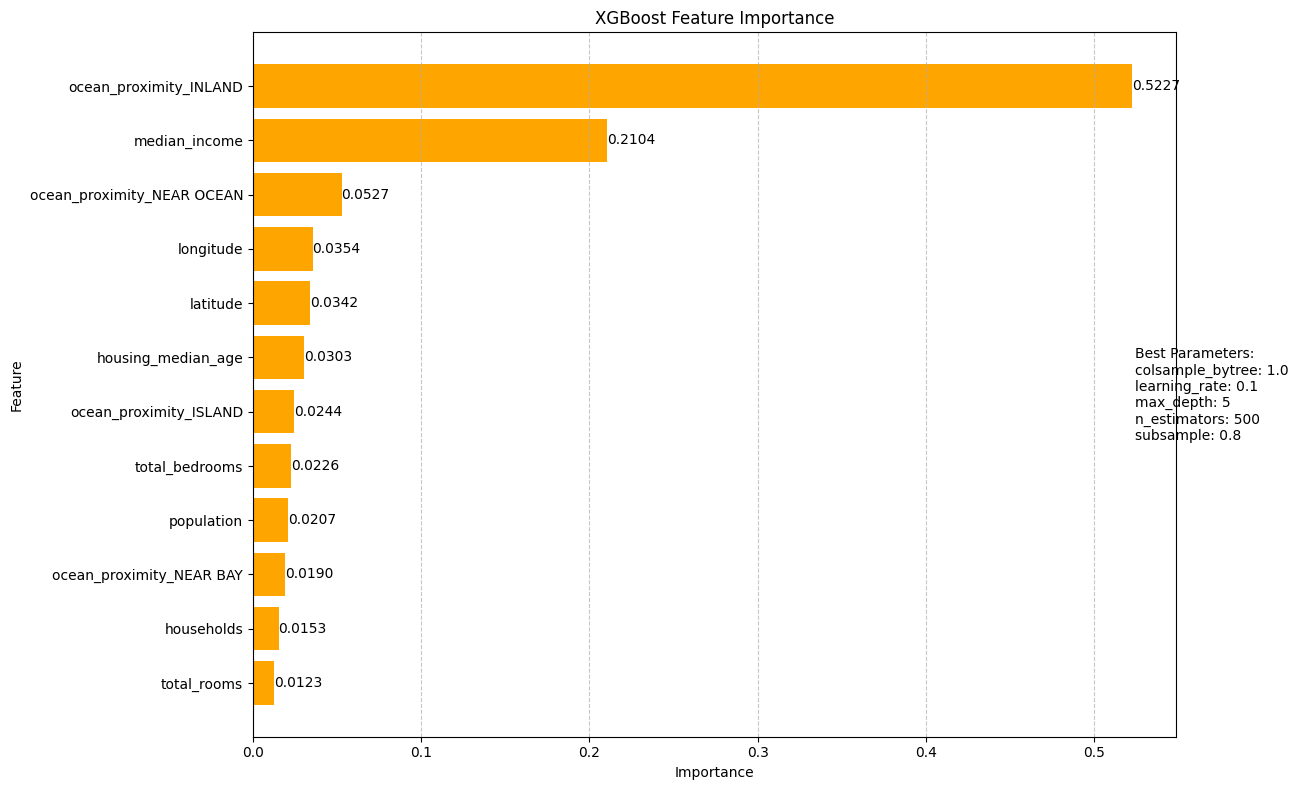 XGBoost Feature Importance
ocean_proximity_INLAND
0.5227
median_income
0.2104
ocean_proximity_NEAR OCEAN
0.0527
longitude
0.0354
latitude
0.0342
housing_median_age
0.0303
ocean_proximity_ISLAND
0.0244
total_bedrooms
0.0226
population
0.0207
ocean_proximity_NEAR BAY
0.0190
households
0.0153
total_rooms
0.0123
Feature
Best Parameters:
colsample_bytree: 1.0
learning_rate: 0.1
max_depth: 5
n_estimators: 500
subsample: 0.8
0.0 0.1 0.2 0.3 0.4 0.5
Importance